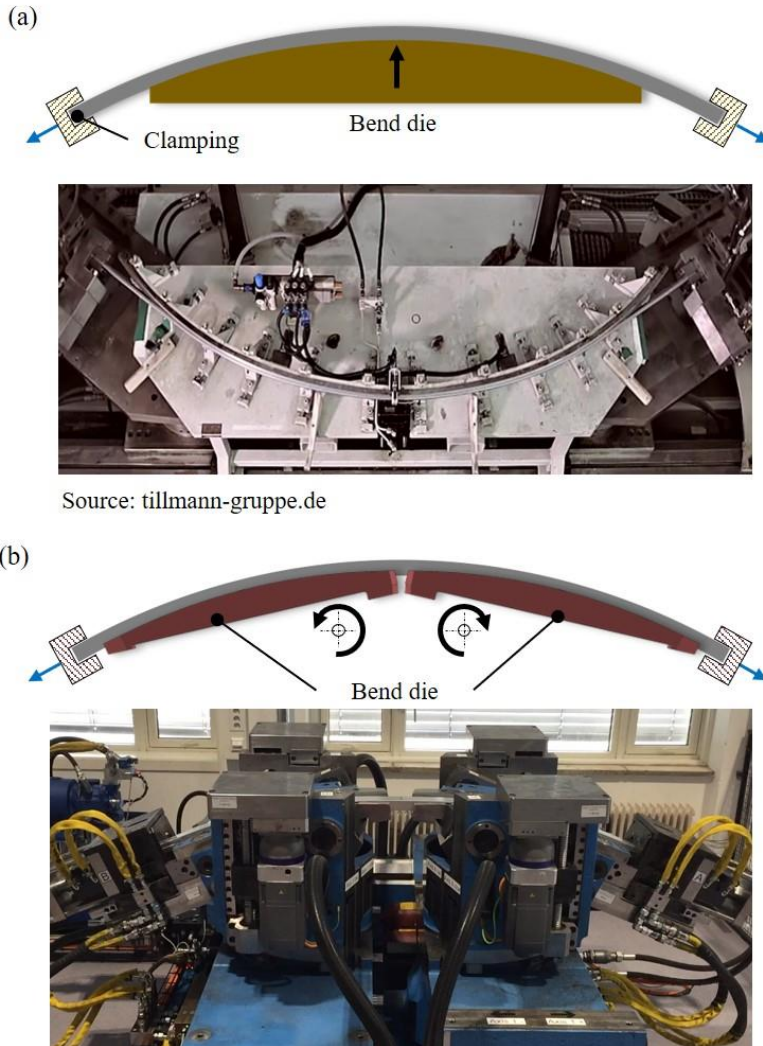 (a)
Bend die
Clamping
Source: tillmann-gruppe.de
(b)
Bend die
B
A